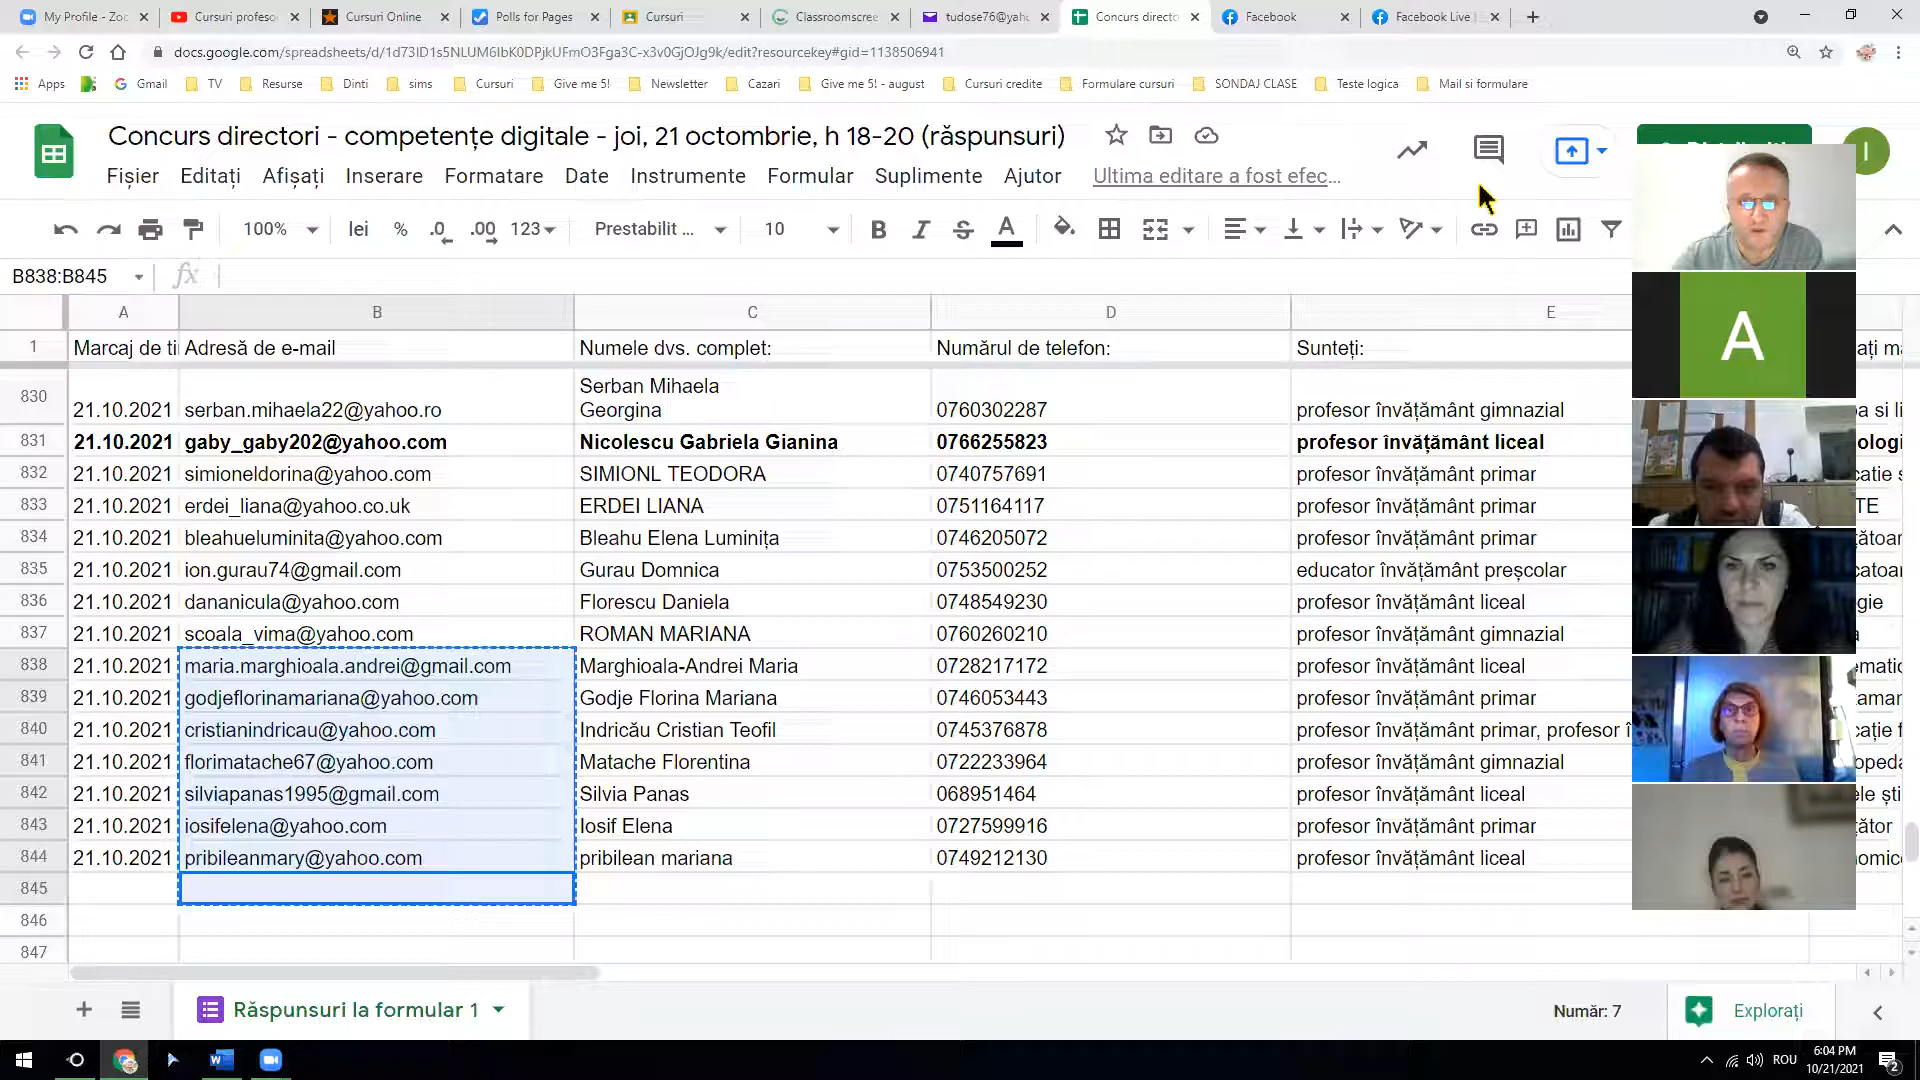 My Profile - Zoc
Cursuri profeso
Cursuri Online
Polls for Pages
Cursuri
Classroomscree
tudose76@yah
Concurs directo
Facebook
Facebook Live |
docs.google.com/spreadsheets/d/1d73ID1s5NLUM6IbK0DPjkUFmO3Fga3C-x3v0GjOJg9k/edit?resourcekey#gid=1138506941
Apps
Gmail
TV
Resurse
Dinti
sims
Cursuri
Give me 5!
Newsletter
Cazari
Give me 5! - august
Cursuri credite
Formulare cursuri
SONDAJ CLASE
Teste logica
Mail si formulare
Concurs directori - competențe digitale - joi, 21 octombrie, h 18-20 (răspunsuri)
Fișier Editați Afișați Inserare Formatare Date Instrumente Formular Suplimente Ajutor Ultima editare a fost efec...
100% lei % .0 .00 123 Prestabilit ... 10 B I S A
B838:B845 fx
A B C D E
1 Marcaj de ti Adresă de e-mail Numele dvs. complet: Numărul de telefon: Sunteți: ați ma
830 21.10.2021 serban.mihaela22@yahoo.ro Serban Mihaela Georgina 0760302287 profesor învățământ gimnazial a si li
831 21.10.2021 gaby_gaby202@yahoo.com Nicolescu Gabriela Gianina 0766255823 profesor învățământ liceal ologi
832 21.10.2021 simioneldorina@yahoo.com SIMIONL TEODORA 0740757691 profesor învățământ primar catie s
833 21.10.2021 erdei_liana@yahoo.co.uk ERDEI LIANA 0751164117 profesor învățământ primar TE
834 21.10.2021 bleahueluminita@yahoo.com Bleahu Elena Luminița 0746205072 profesor învățământ primar ățătoar
835 21.10.2021 ion.gurau74@gmail.com Gurau Domnica 0753500252 educator învățământ preșcolar catoar
836 21.10.2021 dananicula@yahoo.com Florescu Daniela 0748549230 profesor învățământ liceal gie
837 21.10.2021 scoala_vima@yahoo.com ROMAN MARIANA 0760260210 profesor învățământ gimnazial
838 21.10.2021 maria.marghioala.andrei@gmail.com Marghioala-Andrei Maria 0728217172 profesor învățământ liceal ematic
839 21.10.2021 godjeflorinamariana@yahoo.com Godje Florina Mariana 0746053443 profesor învățământ primar taman
840 21.10.2021 cristianindricau@yahoo.com Indricău Cristian Teofil 0745376878 profesor învățământ primar, profesor î cație f
841 21.10.2021 florimatache67@yahoo.com Matache Florentina 0722233964 profesor învățământ gimnazial opeda
842 21.10.2021 silviapanas1995@gmail.com Silvia Panas 068951464 profesor învățământ liceal ele ști
843 21.10.2021 iosifelena@yahoo.com Iosif Elena 0727599916 profesor învățământ primar ățător
844 21.10.2021 pribileanmary@yahoo.com pribilean mariana 0749212130 profesor învățământ liceal nomice
845
846
847
A
Răspunsuri la formular 1
Număr: 7
Explorați
ROU
6:04 PM
10/21/2021
2